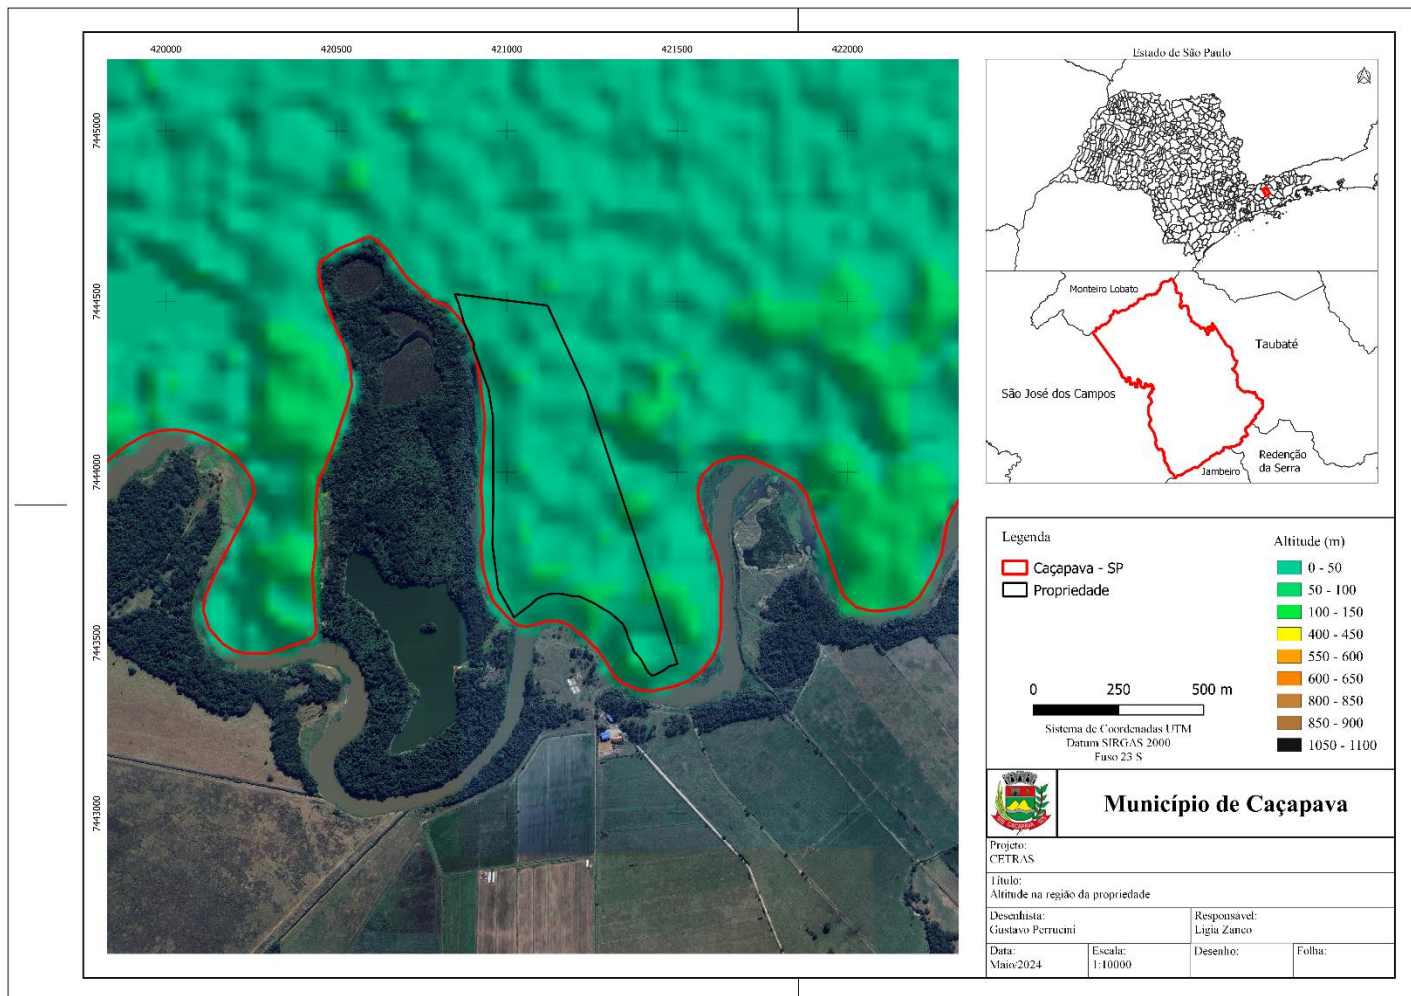 420000
420500
421000
421500
422000
7445000
7444500
7444000
7443500
7443000
Estado de São Paulo
Monteiro Lobato
Taubaté
São José dos Campos
Redenção
da Serra
Jambeiro
Legenda
Caçapava - SP
Propriedade
Altitude (m)
0 - 50
50 - 100
100 - 150
400 - 450
550 - 600
600 - 650
800 - 850
850 - 900
1050 - 1100
0 250 500 m
Sistema de Coordenadas UTM
Datum SIRGAS 2000
Fuso 23 S
CAÇAPAVA
Município de Caçapava
Projeto:
CETRAS
Título:
Altitude na região da propriedade
Desenhista:
Gustavo Perrucini
Responsável:
Ligia Zanco
Data:
Maio/2024
Escala:
1:10000
Desenho:
Folha: